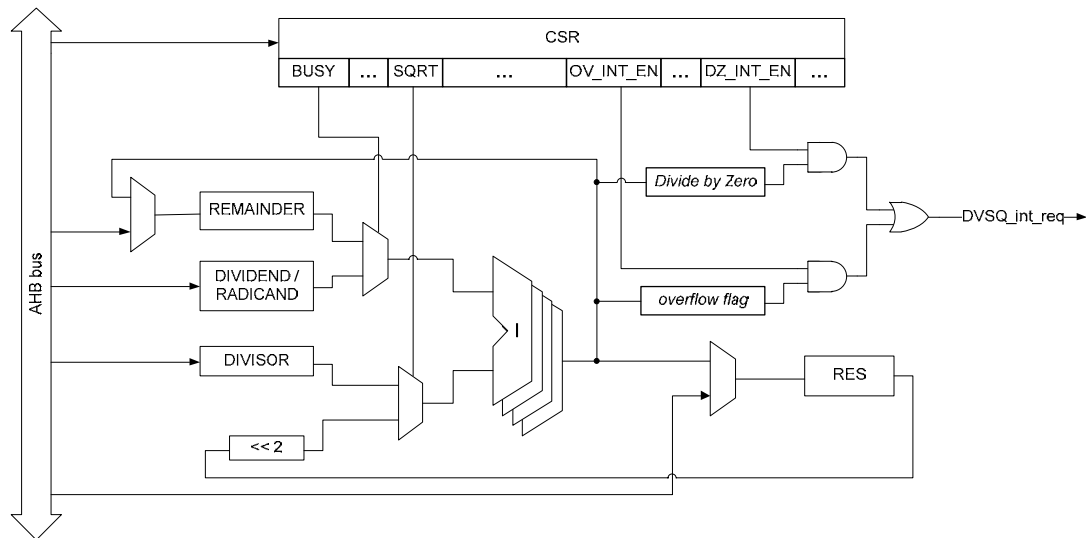 CSR
BUSY ... SQRT ... OV_INT_EN ... DZ_INT_EN ...
Divide by Zero
REMAINDER
DVSQ_int_req
DIVIDEND /
RADICAND
AHB bus
overflow flag
I
DIVISOR
RES
<< 2